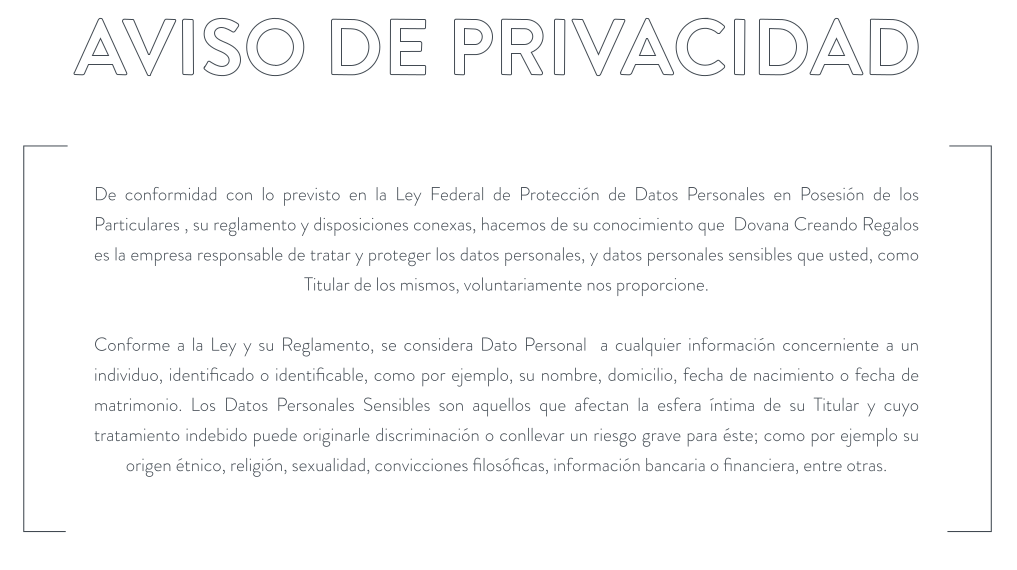 AVISO DE PRIVACIDAD
De conformidad con lo previsto en la Ley Federal de Protección de Datos Personales en Posesión de los
Particulares , su reglamento y disposiciones conexas, hacemos de su conocimiento que  Dovana Creando Regalos
es la empresa responsable de tratar y proteger los datos personales, y datos personales sensibles que usted, como
Titular de los mismos, voluntariamente nos proporcione.
Conforme a la Ley y su Reglamento, se considera Dato Personal  a cualquier información concerniente a un
individuo, identificado o identificable, como por ejemplo, su nombre, domicilio, fecha de nacimiento o fecha de
matrimonio. Los Datos Personales Sensibles son aquellos que afectan la esfera íntima de su Titular y cuyo
tratamiento indebido puede originarle discriminación o conllevar un riesgo grave para éste; como por ejemplo su
origen étnico, religión, sexualidad, convicciones filosóficas, información bancaria o financiera, entre otras.